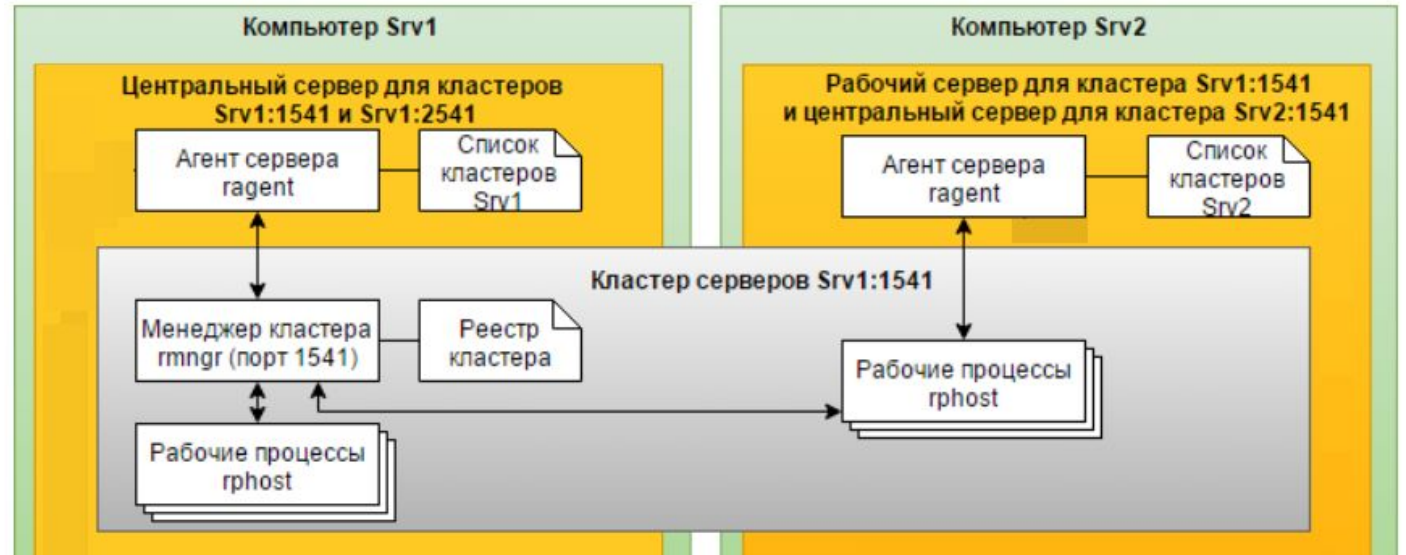 Компьютер Srv1
Центральный сервер для кластеров
Srv1:1541 и Srv1:2541
Агент сервера
ragent
Список
кластеров
Srv1
Компьютер Srv2
Рабочий сервер для кластера Srv1:1541
и центральный сервер для кластера Srv2:1541
Агент сервера
ragent
Список
кластеров
Srv2
Кластер серверов Srv1:1541
Менеджер кластера
rmngr (порт 1541)
Реестр
кластера
Рабочие процессы
rphost
Рабочие процессы
rphost